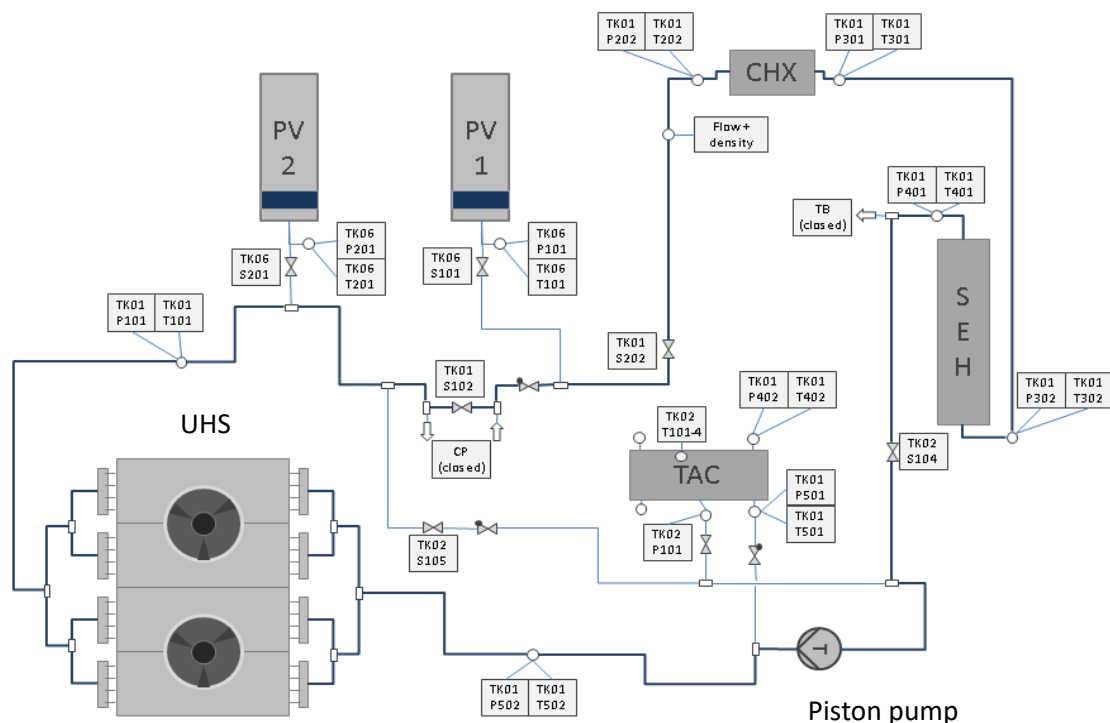 TK01 TK01
P202 T202
TK01 TK01
P301 T301
CHX
PV
2
PV
1
Flow +
density
TK01 TK01
P401 T401
TB
(closed)
TK06
S201
TK06
P201
TK06
T201
TK06
S101
TK06
P101
TK06
T101
SEH
TK01 TK01
P101 T101
TK01
S202
TK01
S102
TK01 TK01
P402 T402
TK01 TK01
P302 T302
UHS
TK02
T101-4
TK02
S104
CP
(closed)
TAC
TK01
P501
TK01
T501
TK02
S105
TK02
P101
T
TK01 TK01
P502 T502
Piston pump